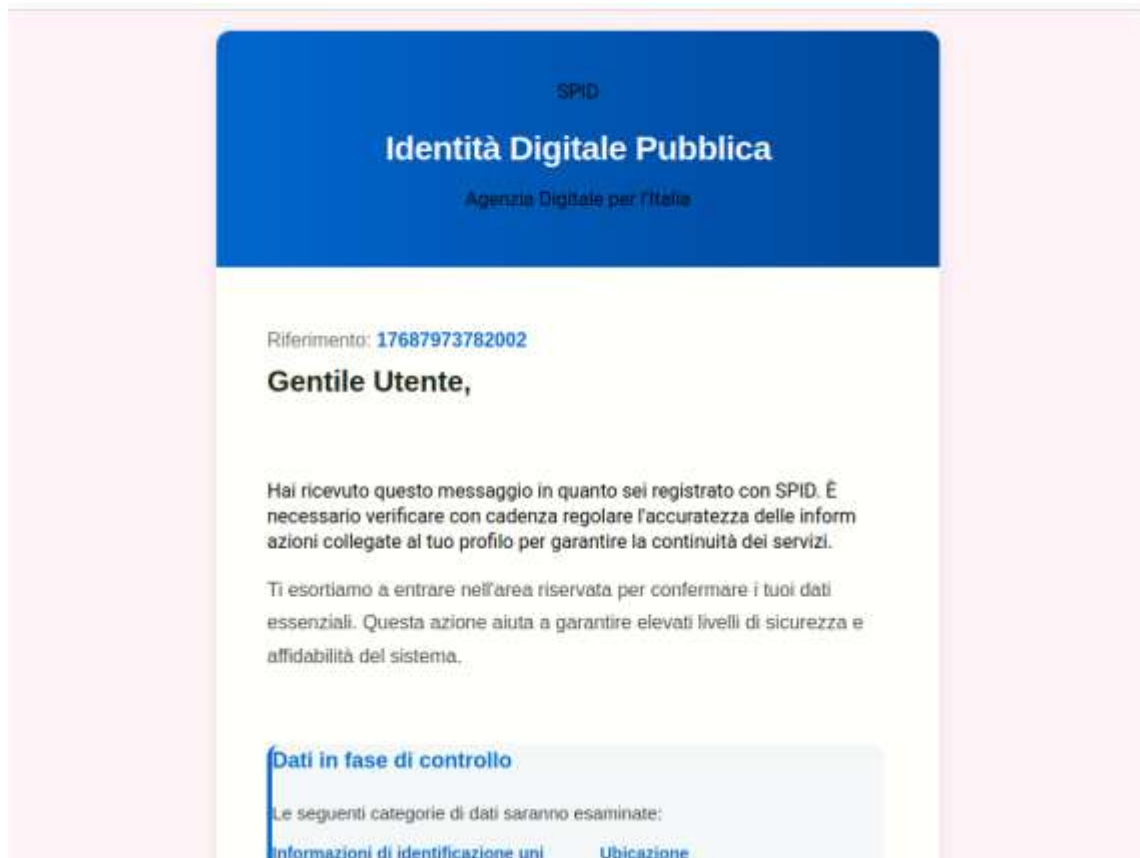 SPID
Identità Digitale Pubblica
Agenzia Digitale per l'Italia
Riferimento: 17687973782002
Gentile Utente,
Hai ricevuto questo messaggio in quanto sei registrato con SPID. È
necessario verificare con cadenza regolare l'accuratezza delle inform
azioni collegate al tuo profilo per garantire la continuità dei servizi.
Ti esortiamo a entrare nell'area riservata per confermare i tuoi dati
essenziali. Questa azione aiuta a garantire elevati livelli di sicurezza e
affidabilità del sistema.
Dati in fase di controllo
Le seguenti categorie di dati saranno esaminate:
Informazioni di identificazione uni Ubicazione